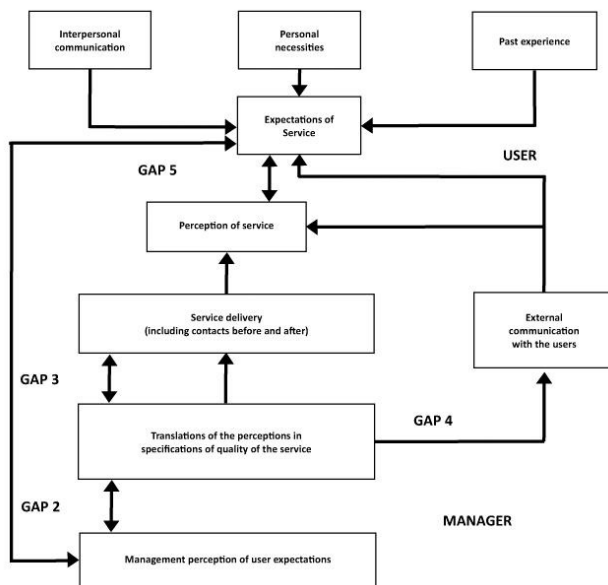 Interpersonal
communication
Personal
necessities
Past experience
Expectations of
Service
GAP 5
USER
Perception of service
Service delivery
(including contacts before and after)
External
communication
with the users
GAP 3
GAP 4
Translations of the perceptions in
specifications of quality of the service
GAP 2
MANAGER
Management perception of user expectations